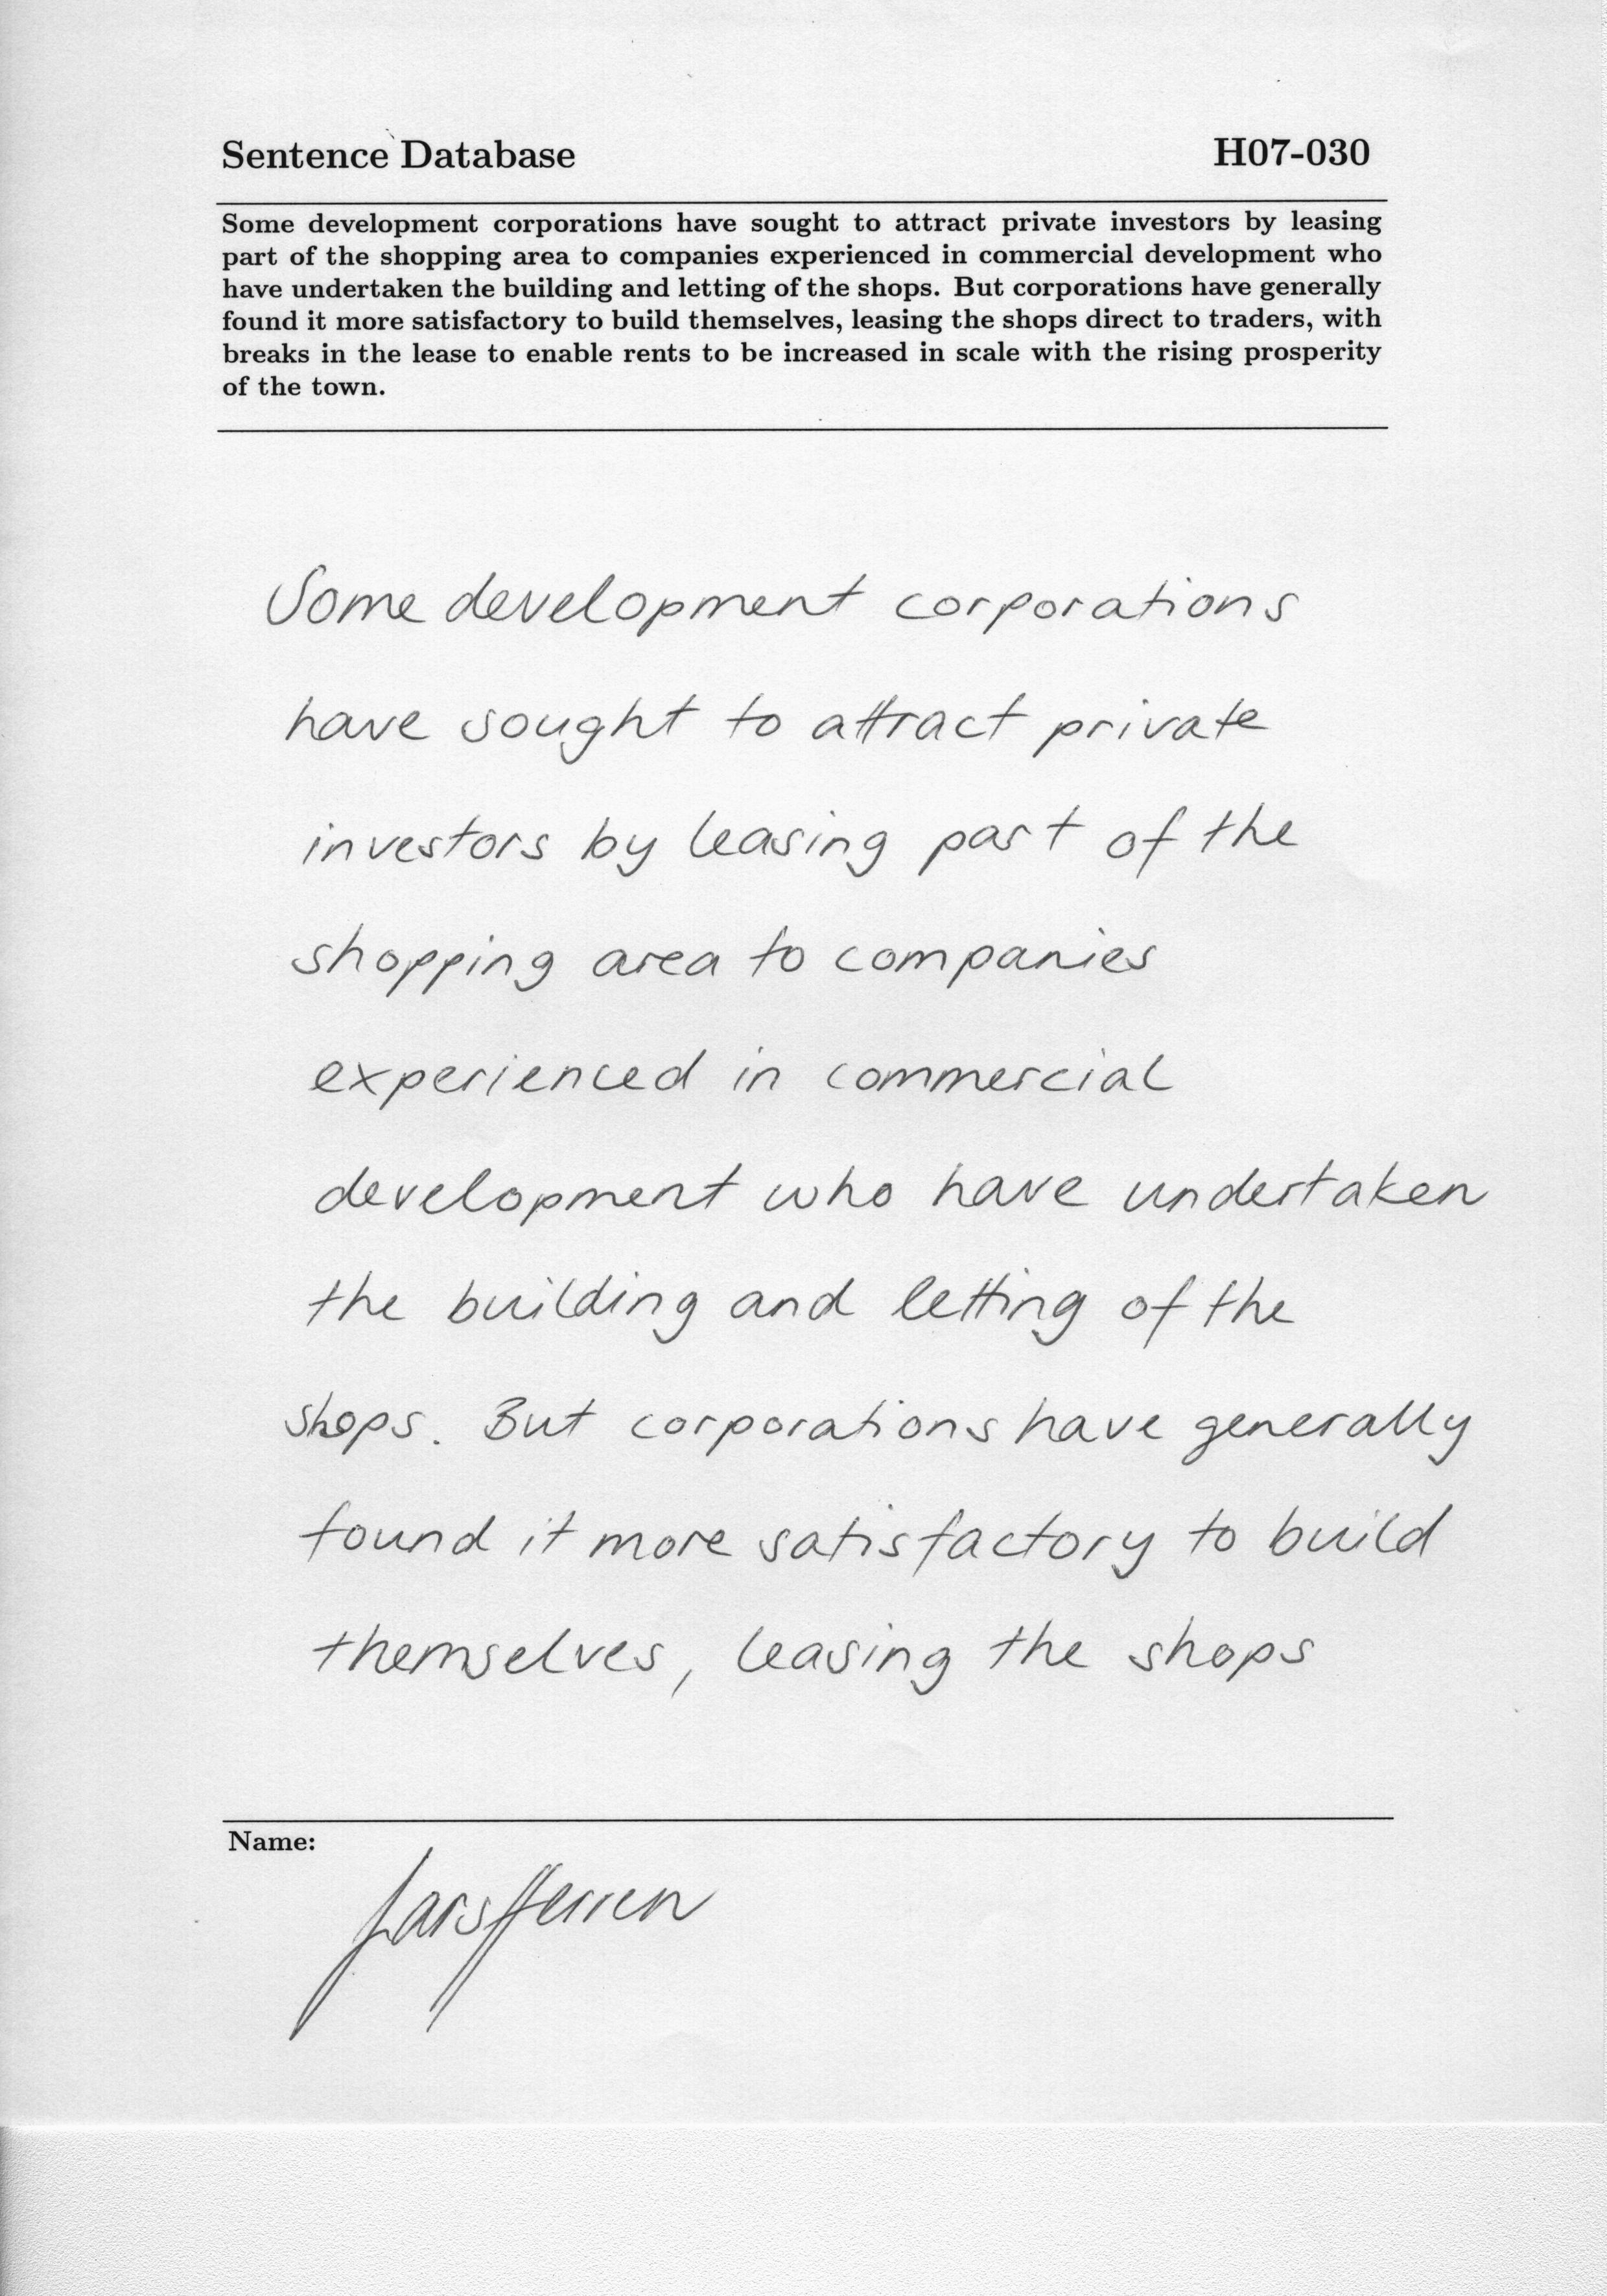 Sentence Database H07-030
Some development corporations have sought to attract private investors by leasing
part of the shopping area to companies experienced in commercial development who
have undertaken the building and letting of the shops. But corporations have generally
found it more satisfactory to build themselves, leasing the shops direct to traders, with
breaks in the lease to enable rents to be increased in scale with the rising prosperity
of the town.
Some development corporations
have sought to attract private
investors by leasing part of the
shopping area to companies
experienced in commercial
development who have undertaken
the building and letting of the
shops. But corporations have generally
found it more satisfactory to build
themselves, leasing the shops
Name: